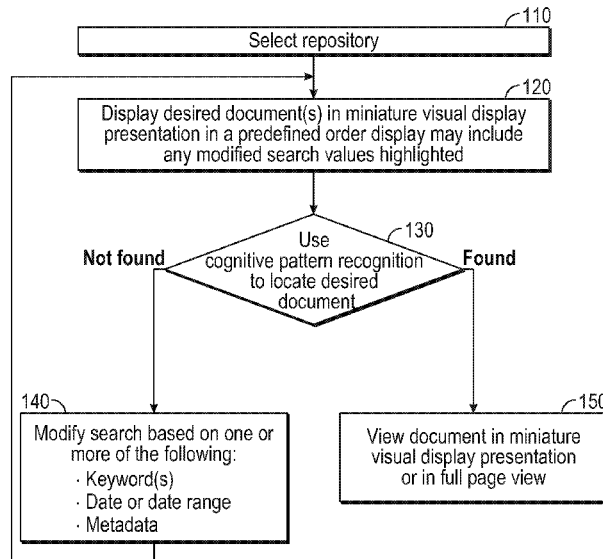 110
Select repository
120
Display desired document(s) in miniature visual display
presentation in a predefined order display may include
any modified search values highlighted
130
Use
cognitive pattern recognition
to locate desired
document
Not found
Found
140
Modify search based on one or
more of the following:
· Keyword(s)
· Date or date range
· Metadata
150
View document in miniature
visual display presentation
or in full page view